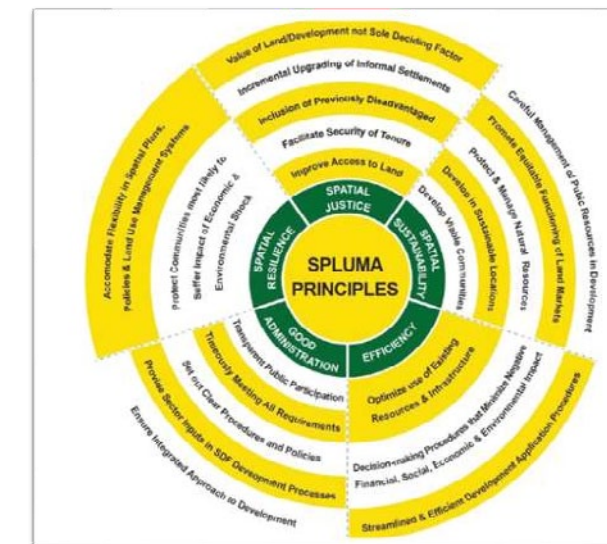 SPLUMA
PRINCIPLES
SPATIAL
JUSTICE
Improve Access to Land
Facilitate Security of Tenure
Inclusion of Previously Disadvantaged
Incremental Upgrading of Informal Settlements
Value of Land/Development not Sole Deciding Factor
SPATIAL
SUSTAINABILITY
Develop Viable Communities
Develop in Sustainable Locations
Protect & Manage Natural Resources
Promote Equitable Functioning of Land Markets
Careful Management of Pubic Resources in Development
EFFICIENCY
Optimize use of Existing
Resources & Infrastructure
Decision-making Procedures that Minimize Negative
Financial, Social, Economic & Environmental Impact
Streamlined & Efficient Development Application Procedures
GOOD
ADMINISTRATION
Transparent Public Participation
Timeously Meeting All Requirements
Set out Clear Procedures and Policies
Provise Sector Inputs in SDF Development Processes
Ensure Integrated Approach to Development
SPATIAL
RESILIENCE
Protect Communities most likely to
Seffer Impact of Economic &
Environmental Shock
Accomodate Flexibility in Spatial Plans,
Policies & Land Use Management Systems